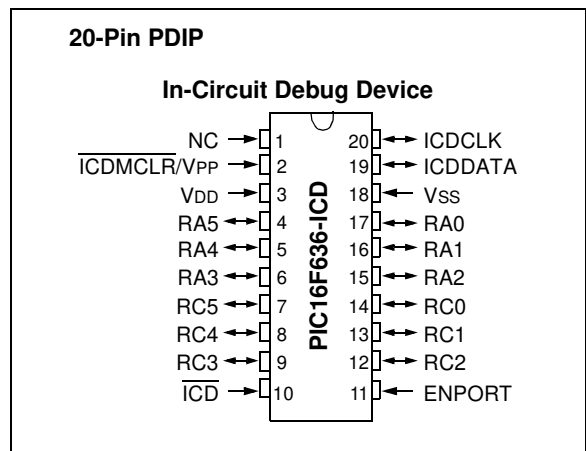 20-Pin PDIP
In-Circuit Debug Device
NC 1 20 ICDCLK
ICDMCLR/VPP 2 19 ICDDATA
VDD 3 18 VSS
RA5 4 17 RA0
RA4 5 16 RA1
RA3 6 15 RA2
RC5 7 14 RC0
RC4 8 13 RC1
RC3 9 12 RC2
ICD 10 11 ENPORT
PIC16F636-ICD